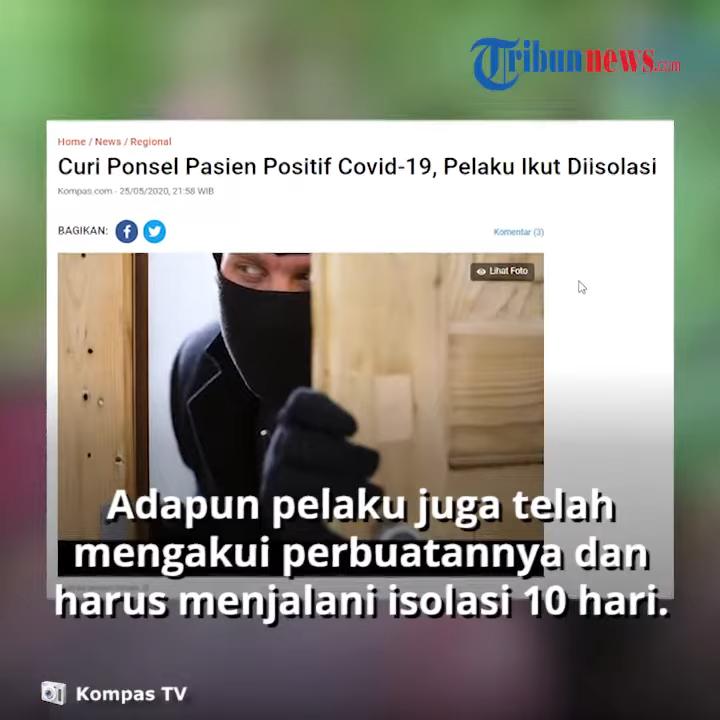 Tribunnews.com
Home / News / Regional
Curi Ponsel Pasien Positif Covid-19, Pelaku Ikut Diisolasi
Kompas.com - 25/05/2020, 21:58 WIB
BAGIKAN:
Komentar (3)
Lihat Foto
Adapun pelaku juga telah
mengakui perbuatannya dan
harus menjalani isolasi 10 hari.
Kompas TV